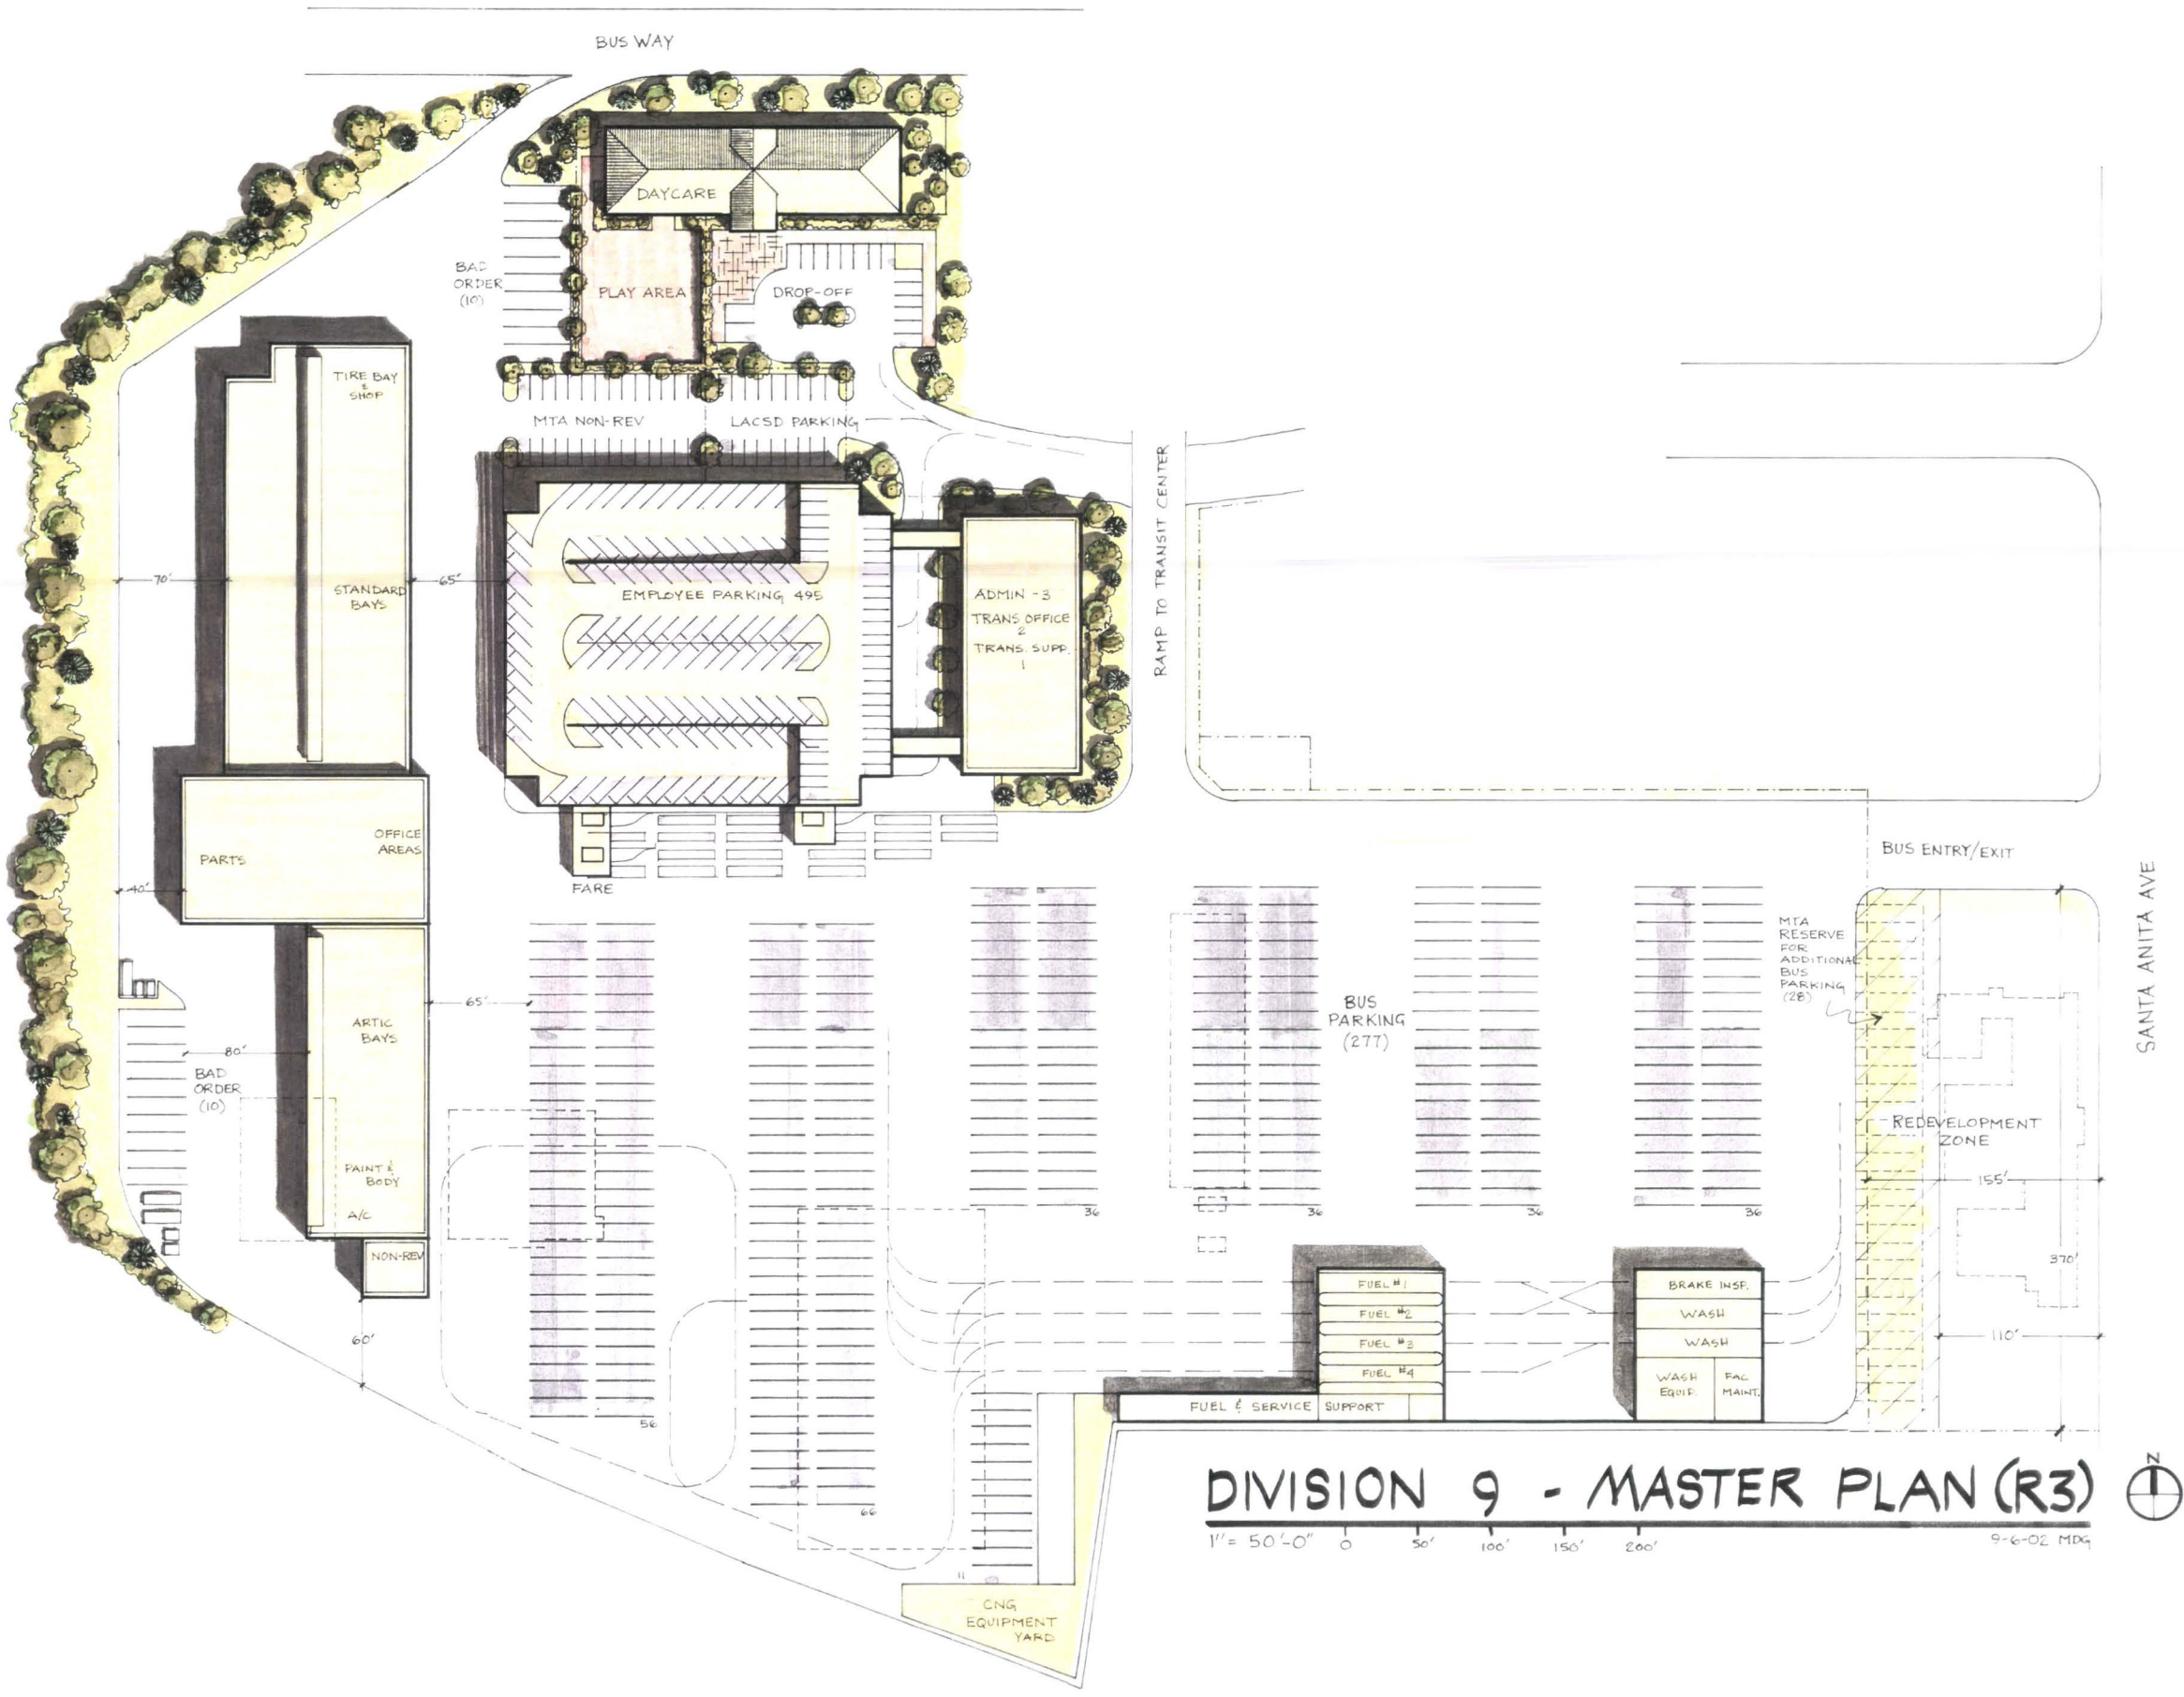 BUS WAY
DAYCARE
BAD
ORDER
(10)
PLAY AREA
DROP-OFF
TIRE BAY
&
SHOP
MTA NON-REV
LACSD PARKING
RAMP TO TRANSIT CENTER
70'
65'
STANDARD
BAYS
EMPLOYEE PARKING 495
ADMIN -3
TRANS OFFICE
2
TRANS. SUPP.
1
OFFICE
AREAS
PARTS
40'
FARE
BUS ENTRY/EXIT
SANTA ANITA AVE
MTA
RESERVE
FOR
ADDITIONAL
BUS
PARKING
(28)
65'
BUS
PARKING
(277)
ARTIC
BAYS
80'
BAD
ORDER
(10)
REDEVELOPMENT
ZONE
155'
PAINT &
BODY
A/C
36
36
36
36
NON-REV
370'
FUEL #1
FUEL #2
FUEL #3
FUEL #4
BRAKE INSP.
WASH
WASH
WASH
EQUIP.
FAC
MAINT.
110'
60'
FUEL & SERVICE SUPPORT
56
66
11
CNG
EQUIPMENT
YARD
DIVISION 9 - MASTER PLAN (R3)
N
1" = 50'-0" 0 50' 100' 150' 200'
9-6-02 MDG